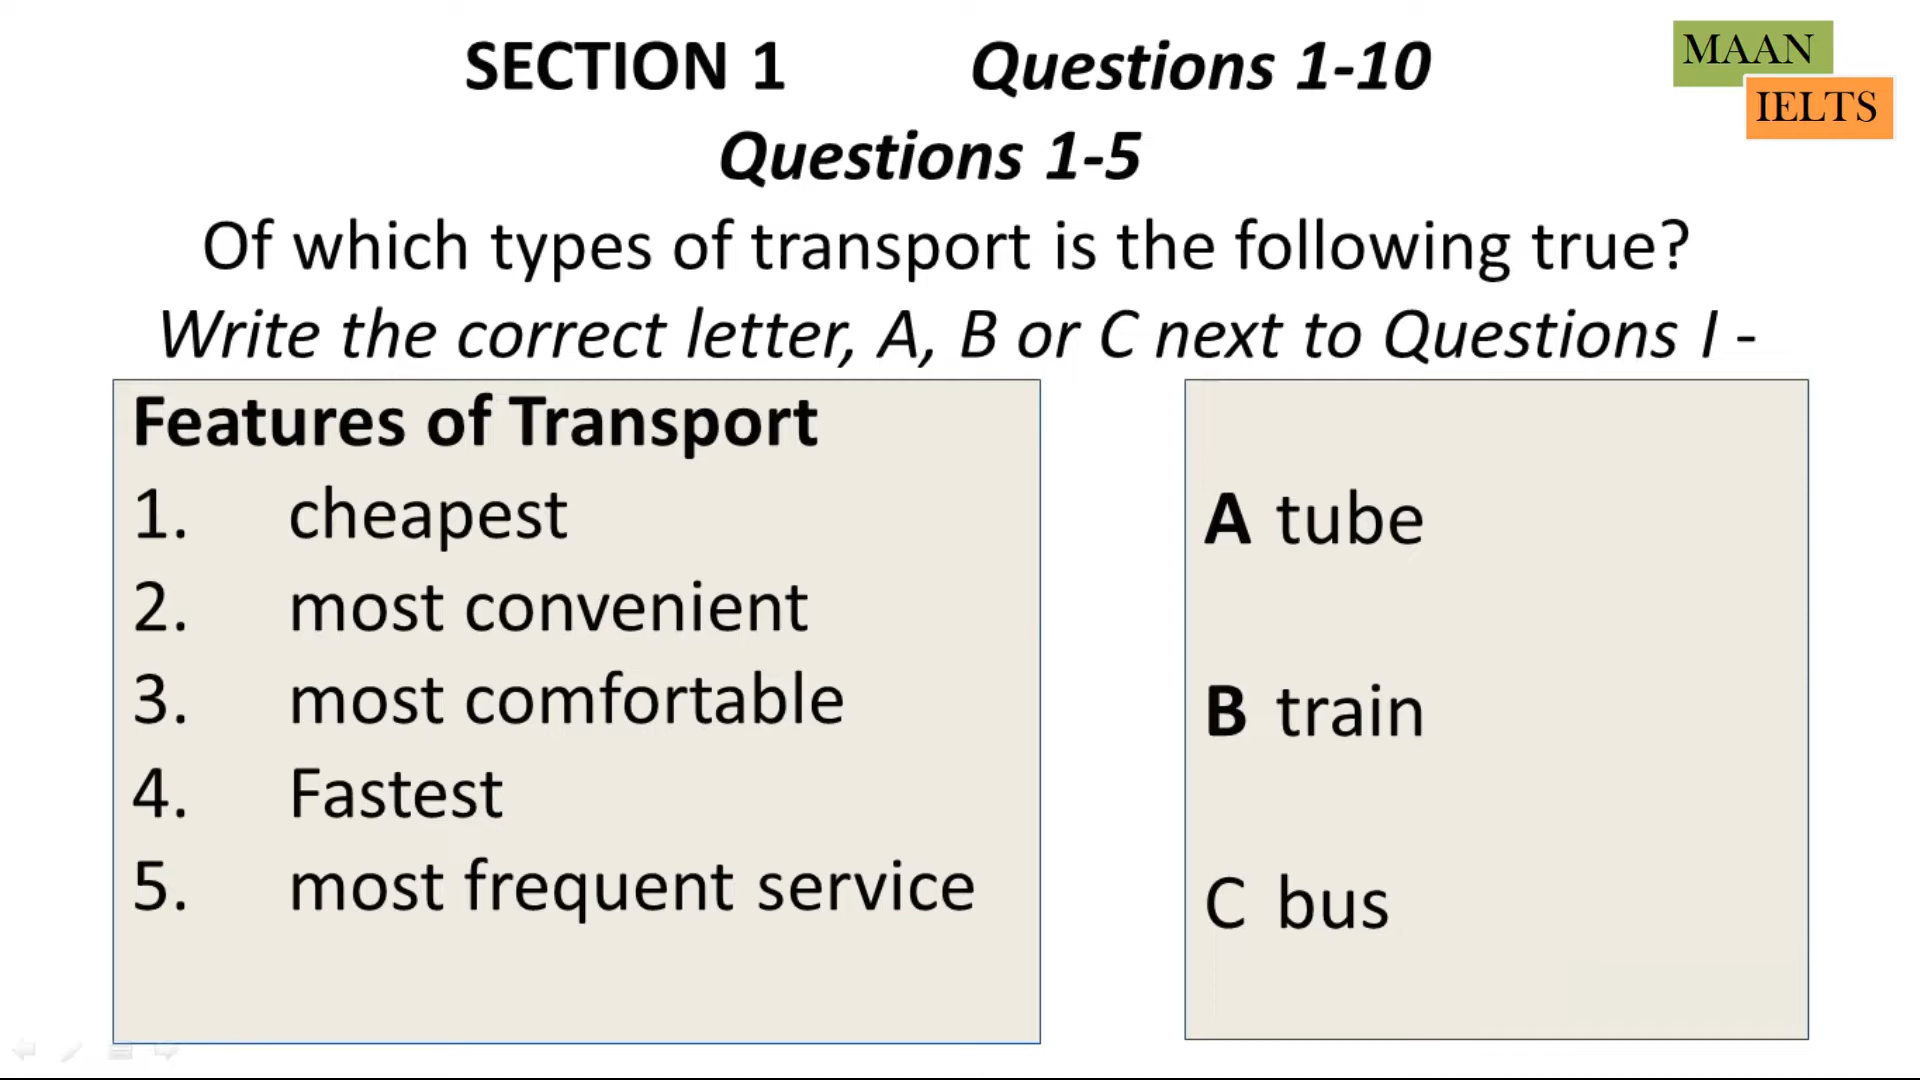 SECTION 1 Questions 1-10
MAAN
IELTS
Questions 1-5
Of which types of transport is the following true?
Write the correct letter, A, B or C next to Questions I -
Features of Transport
1. cheapest
2. most convenient
3. most comfortable
4. Fastest
5. most frequent service
A tube
B train
C bus